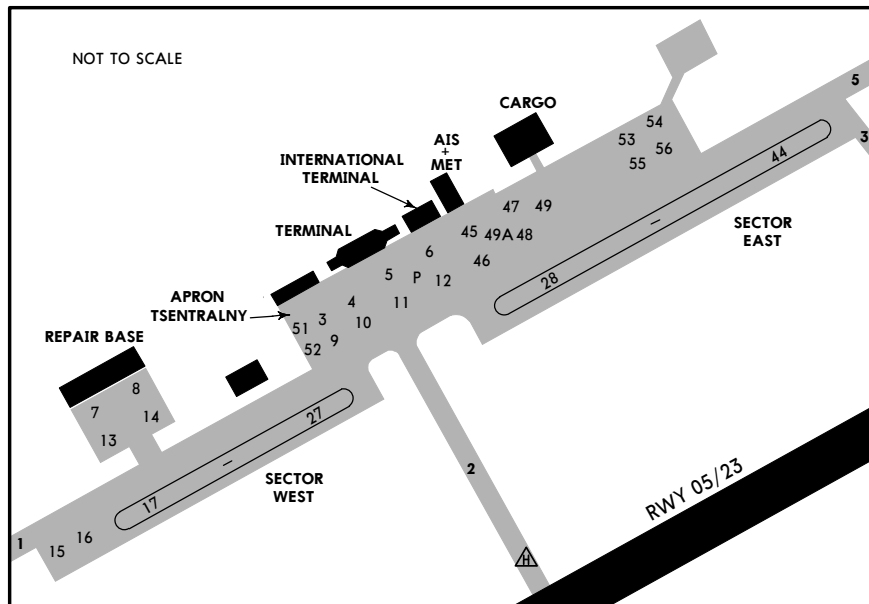 NOT TO SCALE
CARGO
5
3
54
53
56
55
44
AIS
+
MET
INTERNATIONAL
TERMINAL
TERMINAL
47
49
45
49A
48
46
6
5
P
12
4
11
28
SECTOR
EAST
APRON
TSENTRALNY
51
3
10
52
9
REPAIR BASE
8
7
14
13
27
17
SECTOR
WEST
2
RWY 05/23
H
1
15
16